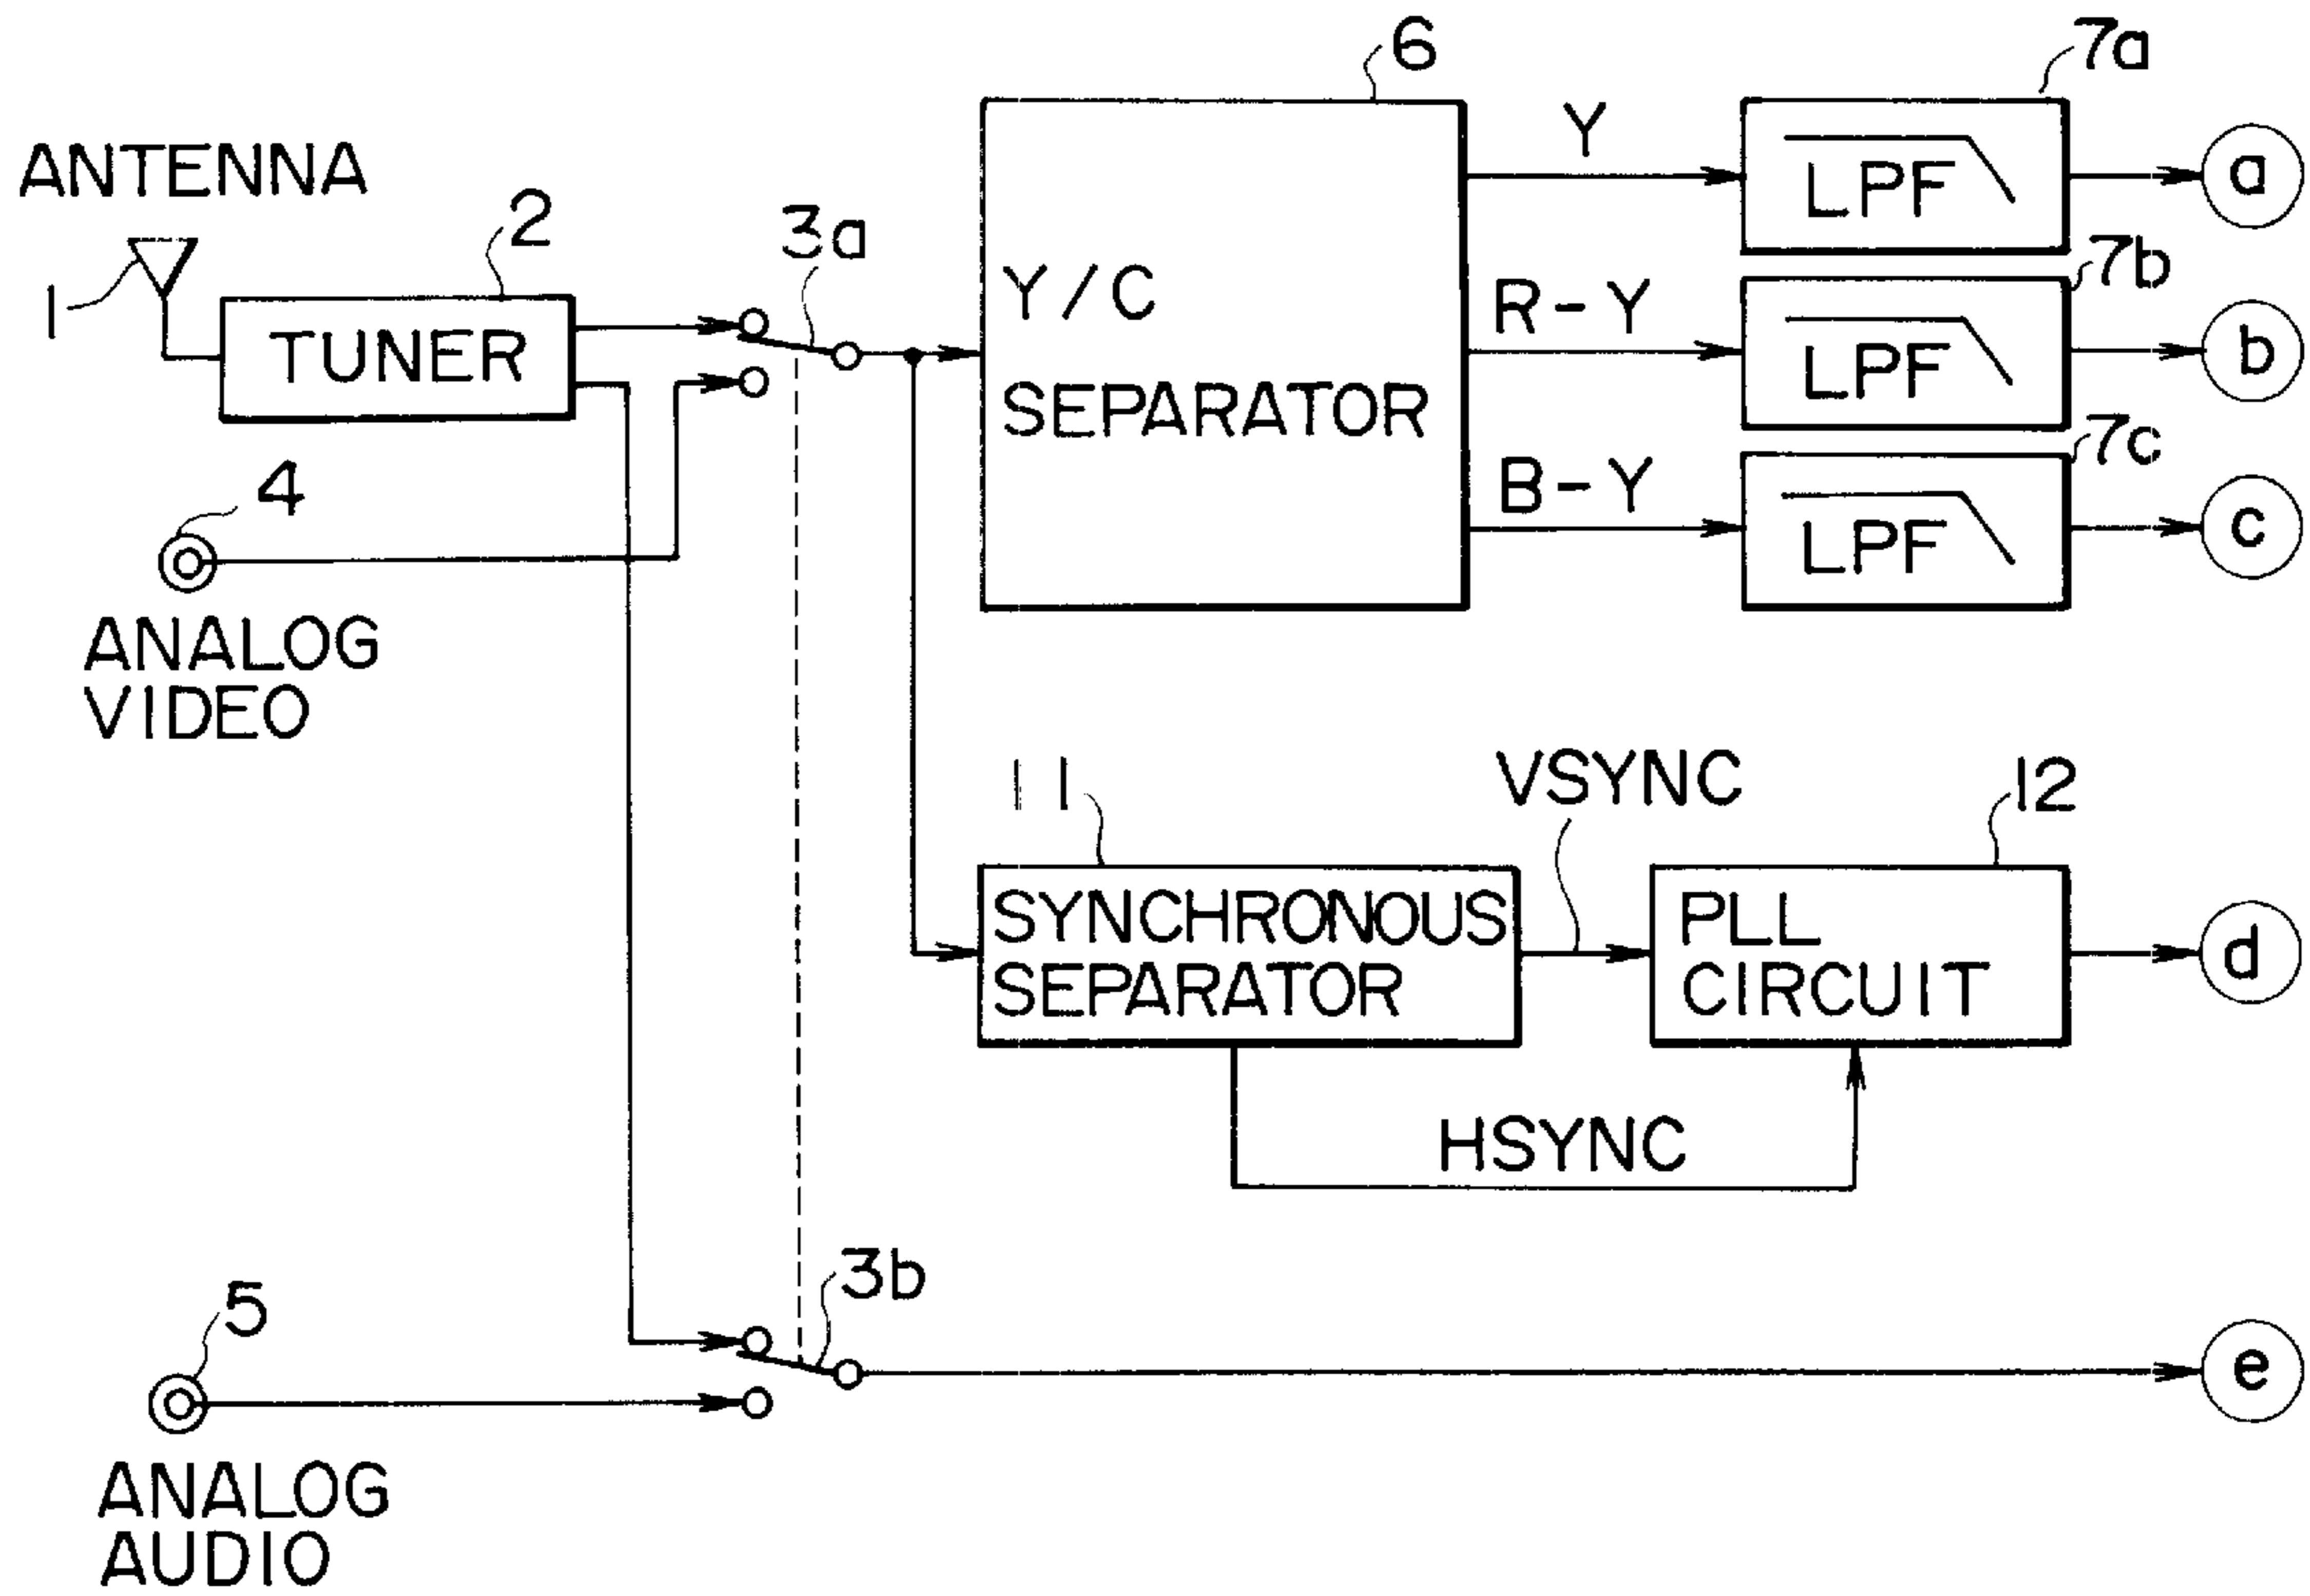 6
7a
Y
ANTENNA
LPF
a
2
3a
7b
1
TUNER
Y/C
SEPARATOR
R-Y
LPF
b
7c
4
B-Y
LPF
c
ANALOG
VIDEO
11
VSYNC
12
SYNCHRONOUS
SEPARATOR
PLL
CIRCUIT
d
HSYNC
3b
5
e
ANALOG
AUDIO